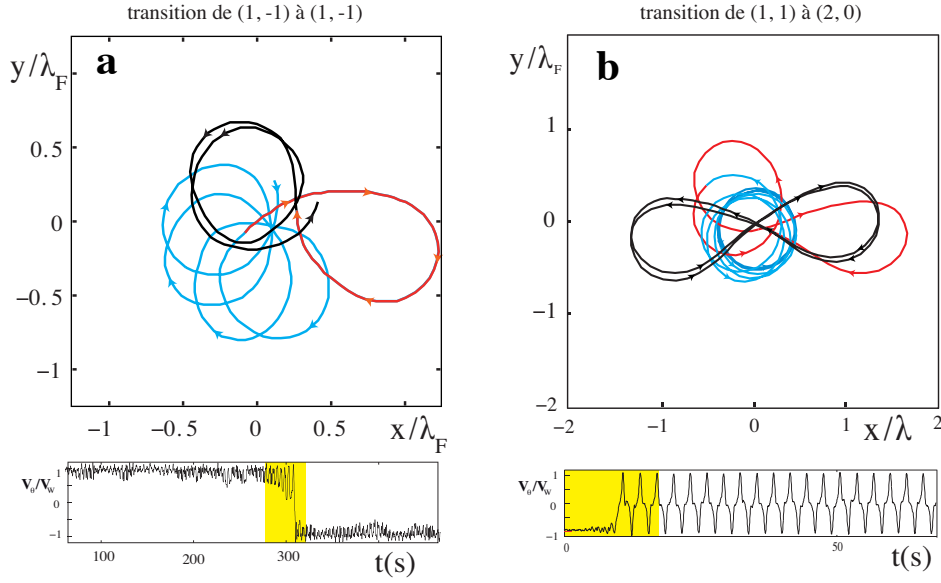 transition de (1, -1) à (1, -1)
a
y/λF
0.5
0
-0.5
-1
-1
-0.5
0
0.5
x/λF
Vθ/VW
1
0
-1
100
200
300
t(s)
transition de (1, 1) à (2, 0)
b
y/λF
1
0
-1
-2
-2
-1
0
1
2
x/λ
Vθ/VW
1
0
-1
0
50
t(s)